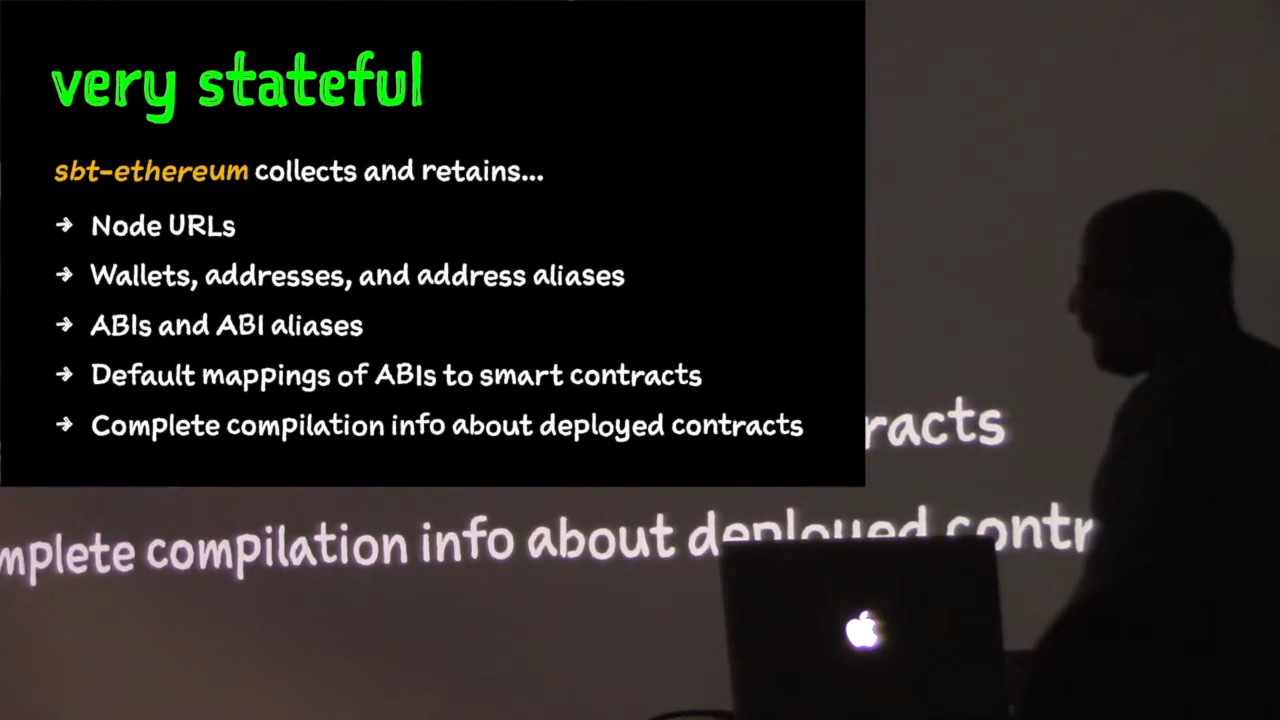 very stateful
sbt-ethereum collects and retains...
→ Node URLs
→ Wallets, addresses, and address aliases
→ ABIs and ABI aliases
→ Default mappings of ABIs to smart contracts
→ Complete compilation info about deployed contracts
racts
mplete compilation info about deployed contr